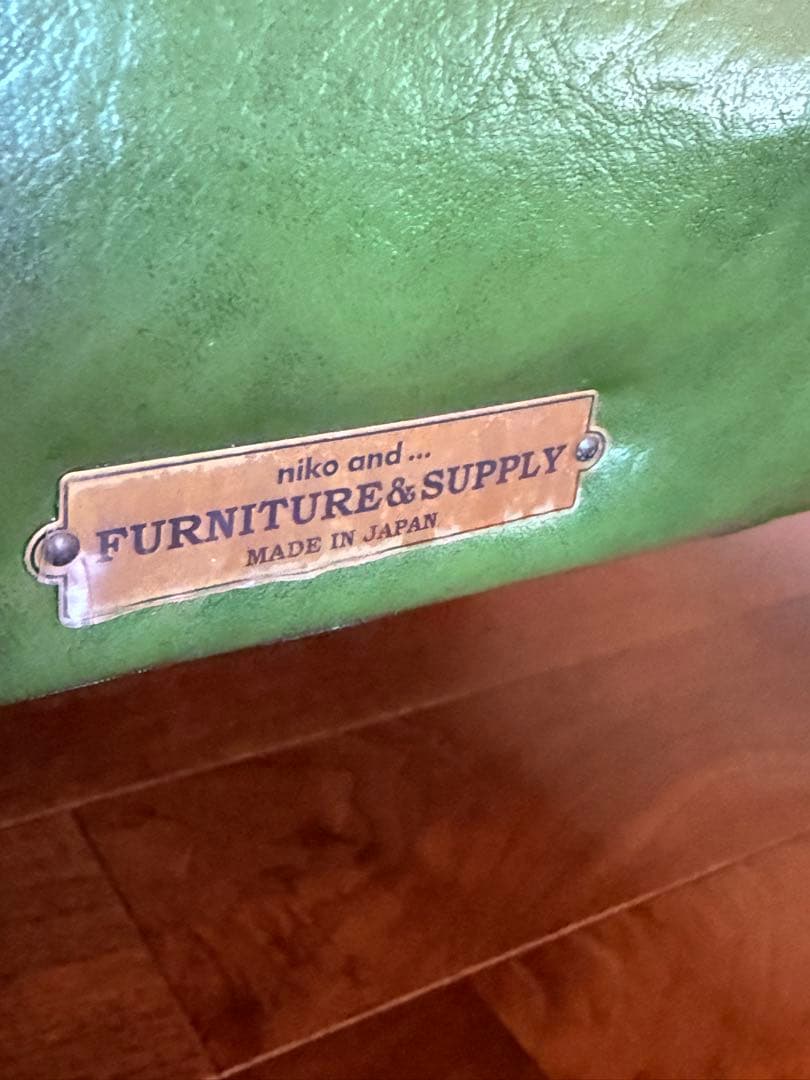 niko and...
FURNITURE&SUPPLY
MADE IN JAPAN